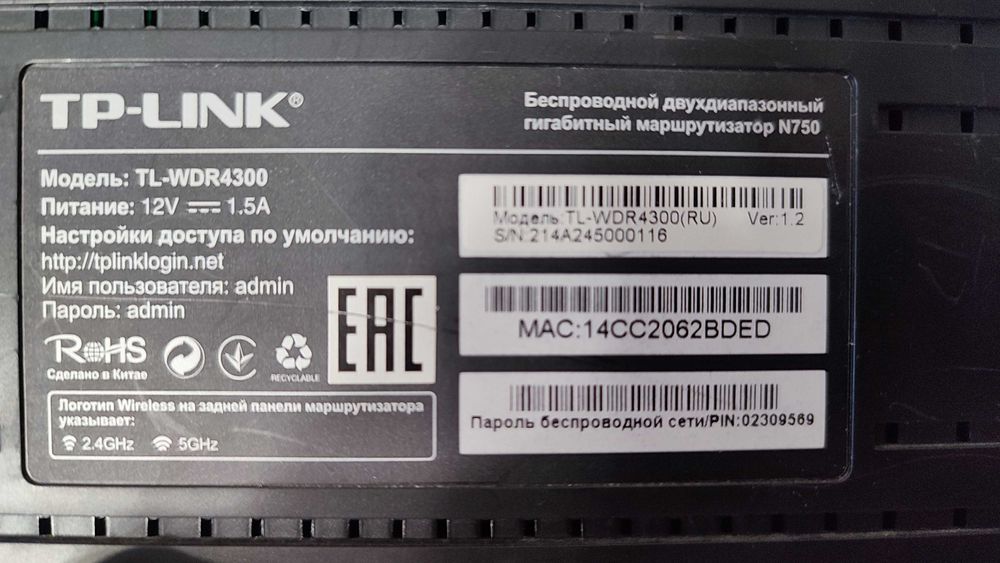 TP-LINK®
Беспроводной двухдиапазонный
гигабитный маршрутизатор N750
Модель: TL-WDR4300
Питание: 12V ⎓ 1.5A
Настройки доступа по умолчанию:
http://tplinklogin.net
Имя пользователя: admin
Пароль: admin
RoHS
Сделано в Китае
RECYCLABLE
EAC
Логотип Wireless на задней панели маршрутизатора
указывает:
2.4GHz 5GHz
Модель:TL-WDR4300(RU) Ver:1.2
S/N:214A245000116
MAC:14CC2062BDED
Пароль беспроводной сети/PIN:02309569